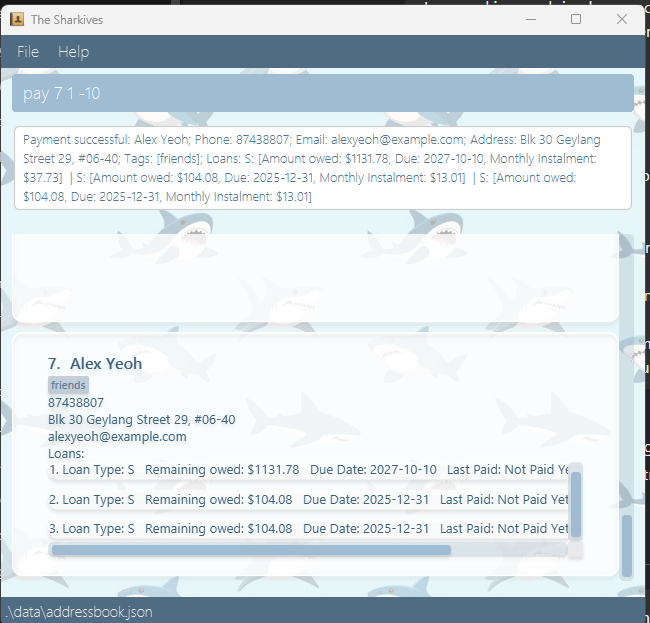 The Sharkives
File Help
pay 7 1 -10
Payment successful: Alex Yeoh; Phone: 87438807; Email: alexyeoh@example.com; Address: Blk 30 Geylang
Street 29, #06-40; Tags: [friends]; Loans: S: [Amount owed: $1131.78, Due: 2027-10-10, Monthly Instalment:
$37.73] | S: [Amount owed: $104.08, Due: 2025-12-31, Monthly Instalment: $13.01] | S: [Amount owed:
$104.08, Due: 2025-12-31, Monthly Instalment: $13.01]
7. Alex Yeoh
friends
87438807
Blk 30 Geylang Street 29, #06-40
alexyeoh@example.com
Loans:
1. Loan Type: S Remaining owed: $1131.78 Due Date: 2027-10-10 Last Paid: Not Paid Ye
2. Loan Type: S Remaining owed: $104.08 Due Date: 2025-12-31 Last Paid: Not Paid Ye
3. Loan Type: S Remaining owed: $104.08 Due Date: 2025-12-31 Last Paid: Not Paid Ye
.\data\addressbook.json